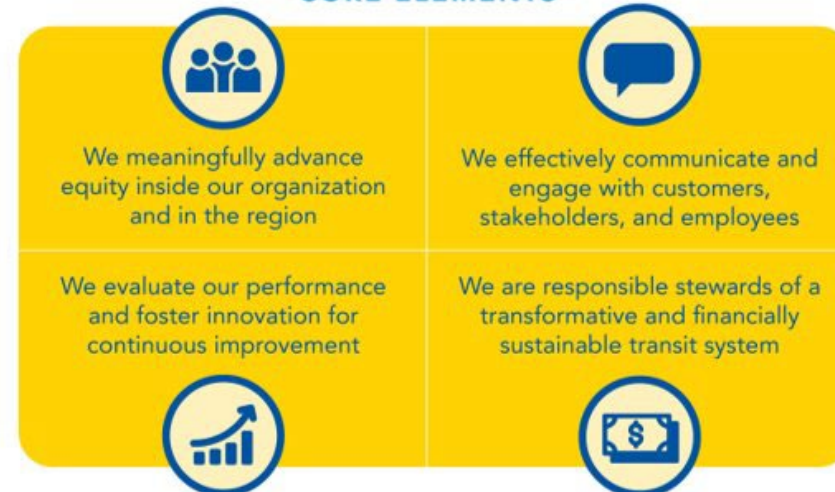 CORE ELEMENTS
We meaningfully advance
equity inside our organization
and in the region
We effectively communicate and
engage with customers,
stakeholders, and employees
We evaluate our performance
and foster innovation for
continuous improvement
We are responsible stewards of a
transformative and financially
sustainable transit system
$